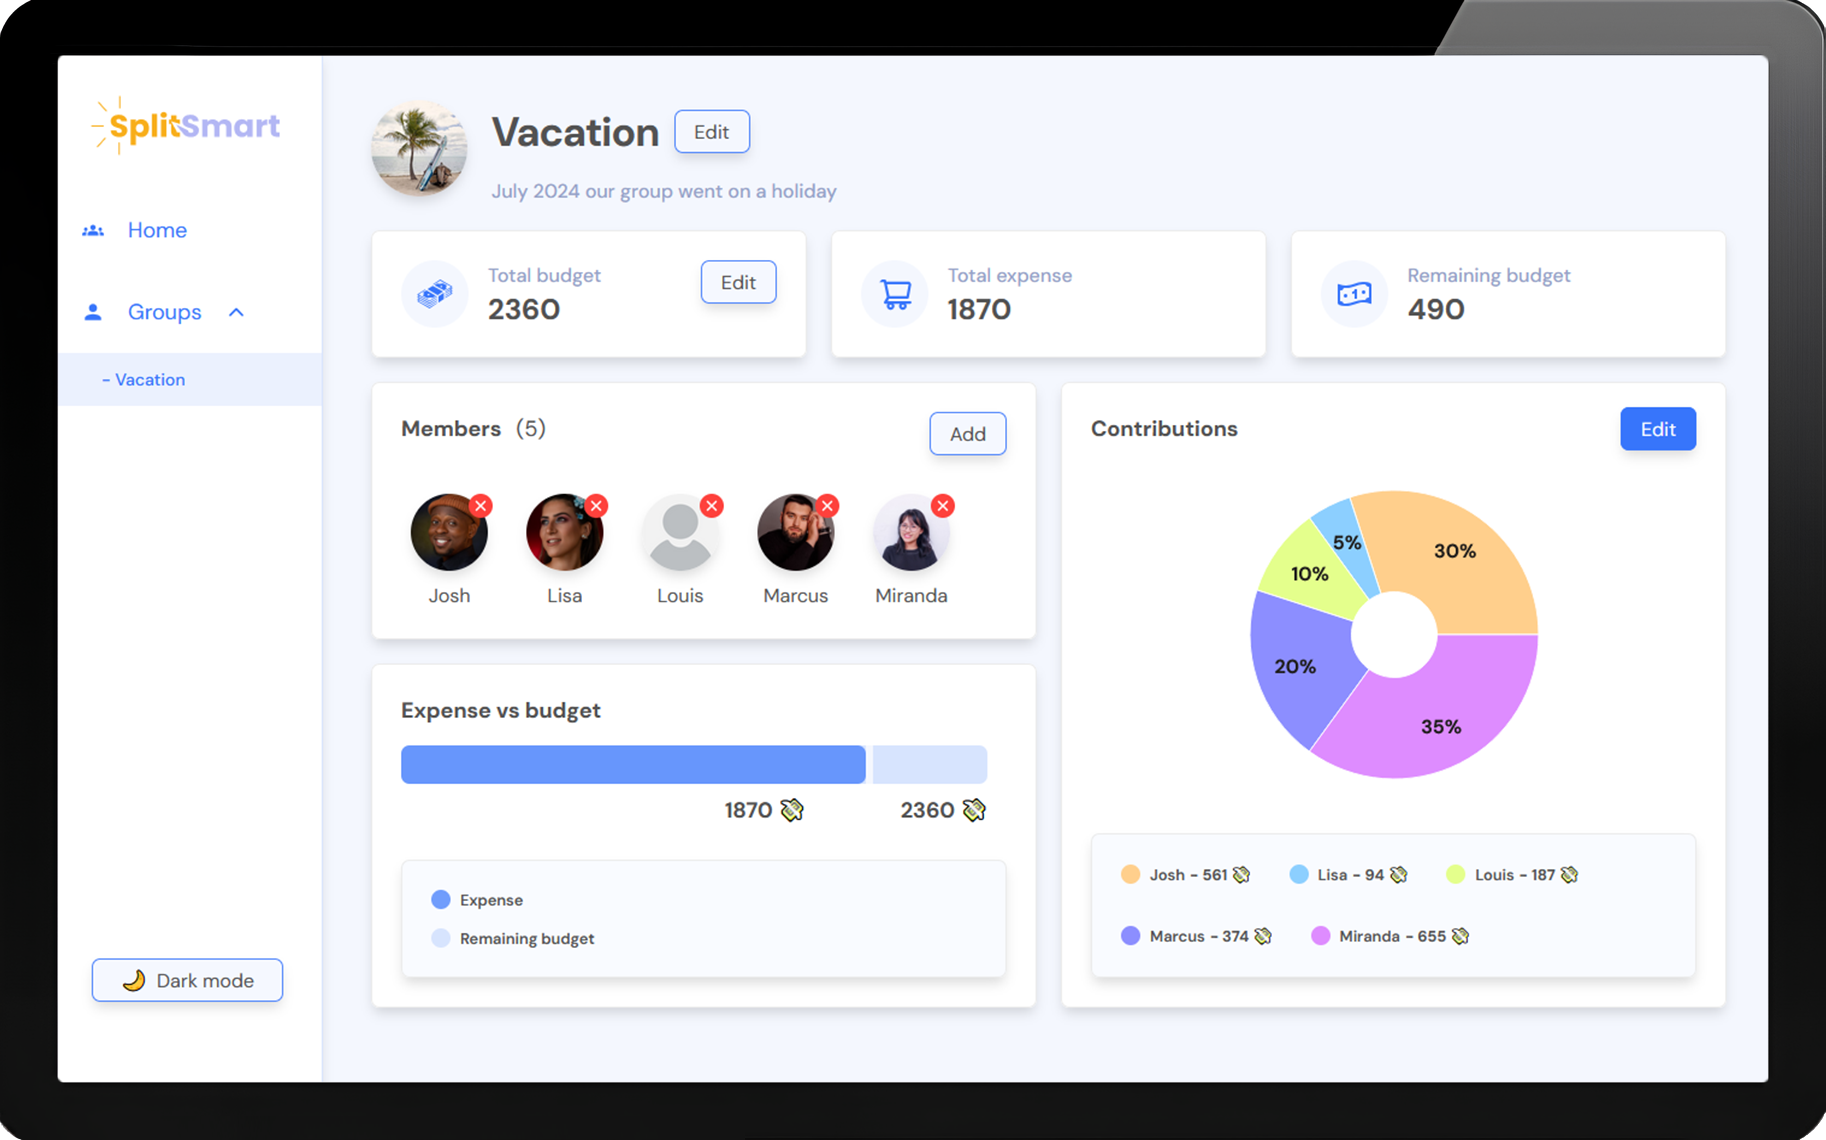 SplitSmart
Home
Groups
- Vacation
Dark mode
Vacation
Edit
July 2024 our group went on a holiday
Total budget
2360
Edit
Total expense
1870
Remaining budget
490
1
Members (5)
Add
Josh
Lisa
Louis
Marcus
Miranda
Expense vs budget
1870
2360
Expense
Remaining budget
Contributions
Edit
30%
5%
10%
20%
35%
Josh - 561
Lisa - 94
Louis - 187
Marcus - 374
Miranda - 655